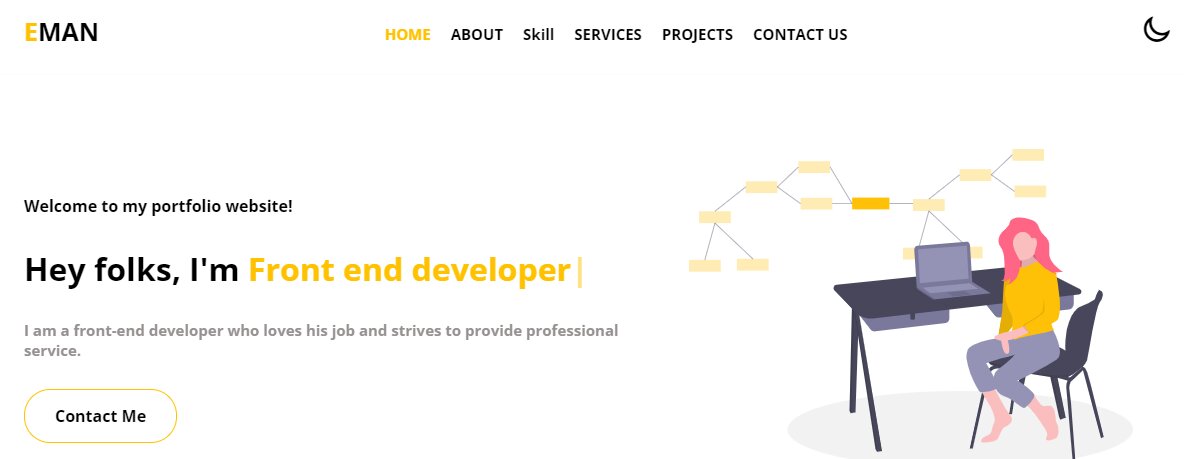 EMAN
HOME ABOUT Skill SERVICES PROJECTS CONTACT US
Welcome to my portfolio website!
Hey folks, I'm Front end developer|
I am a front-end developer who loves his job and strives to provide professional
service.
Contact Me